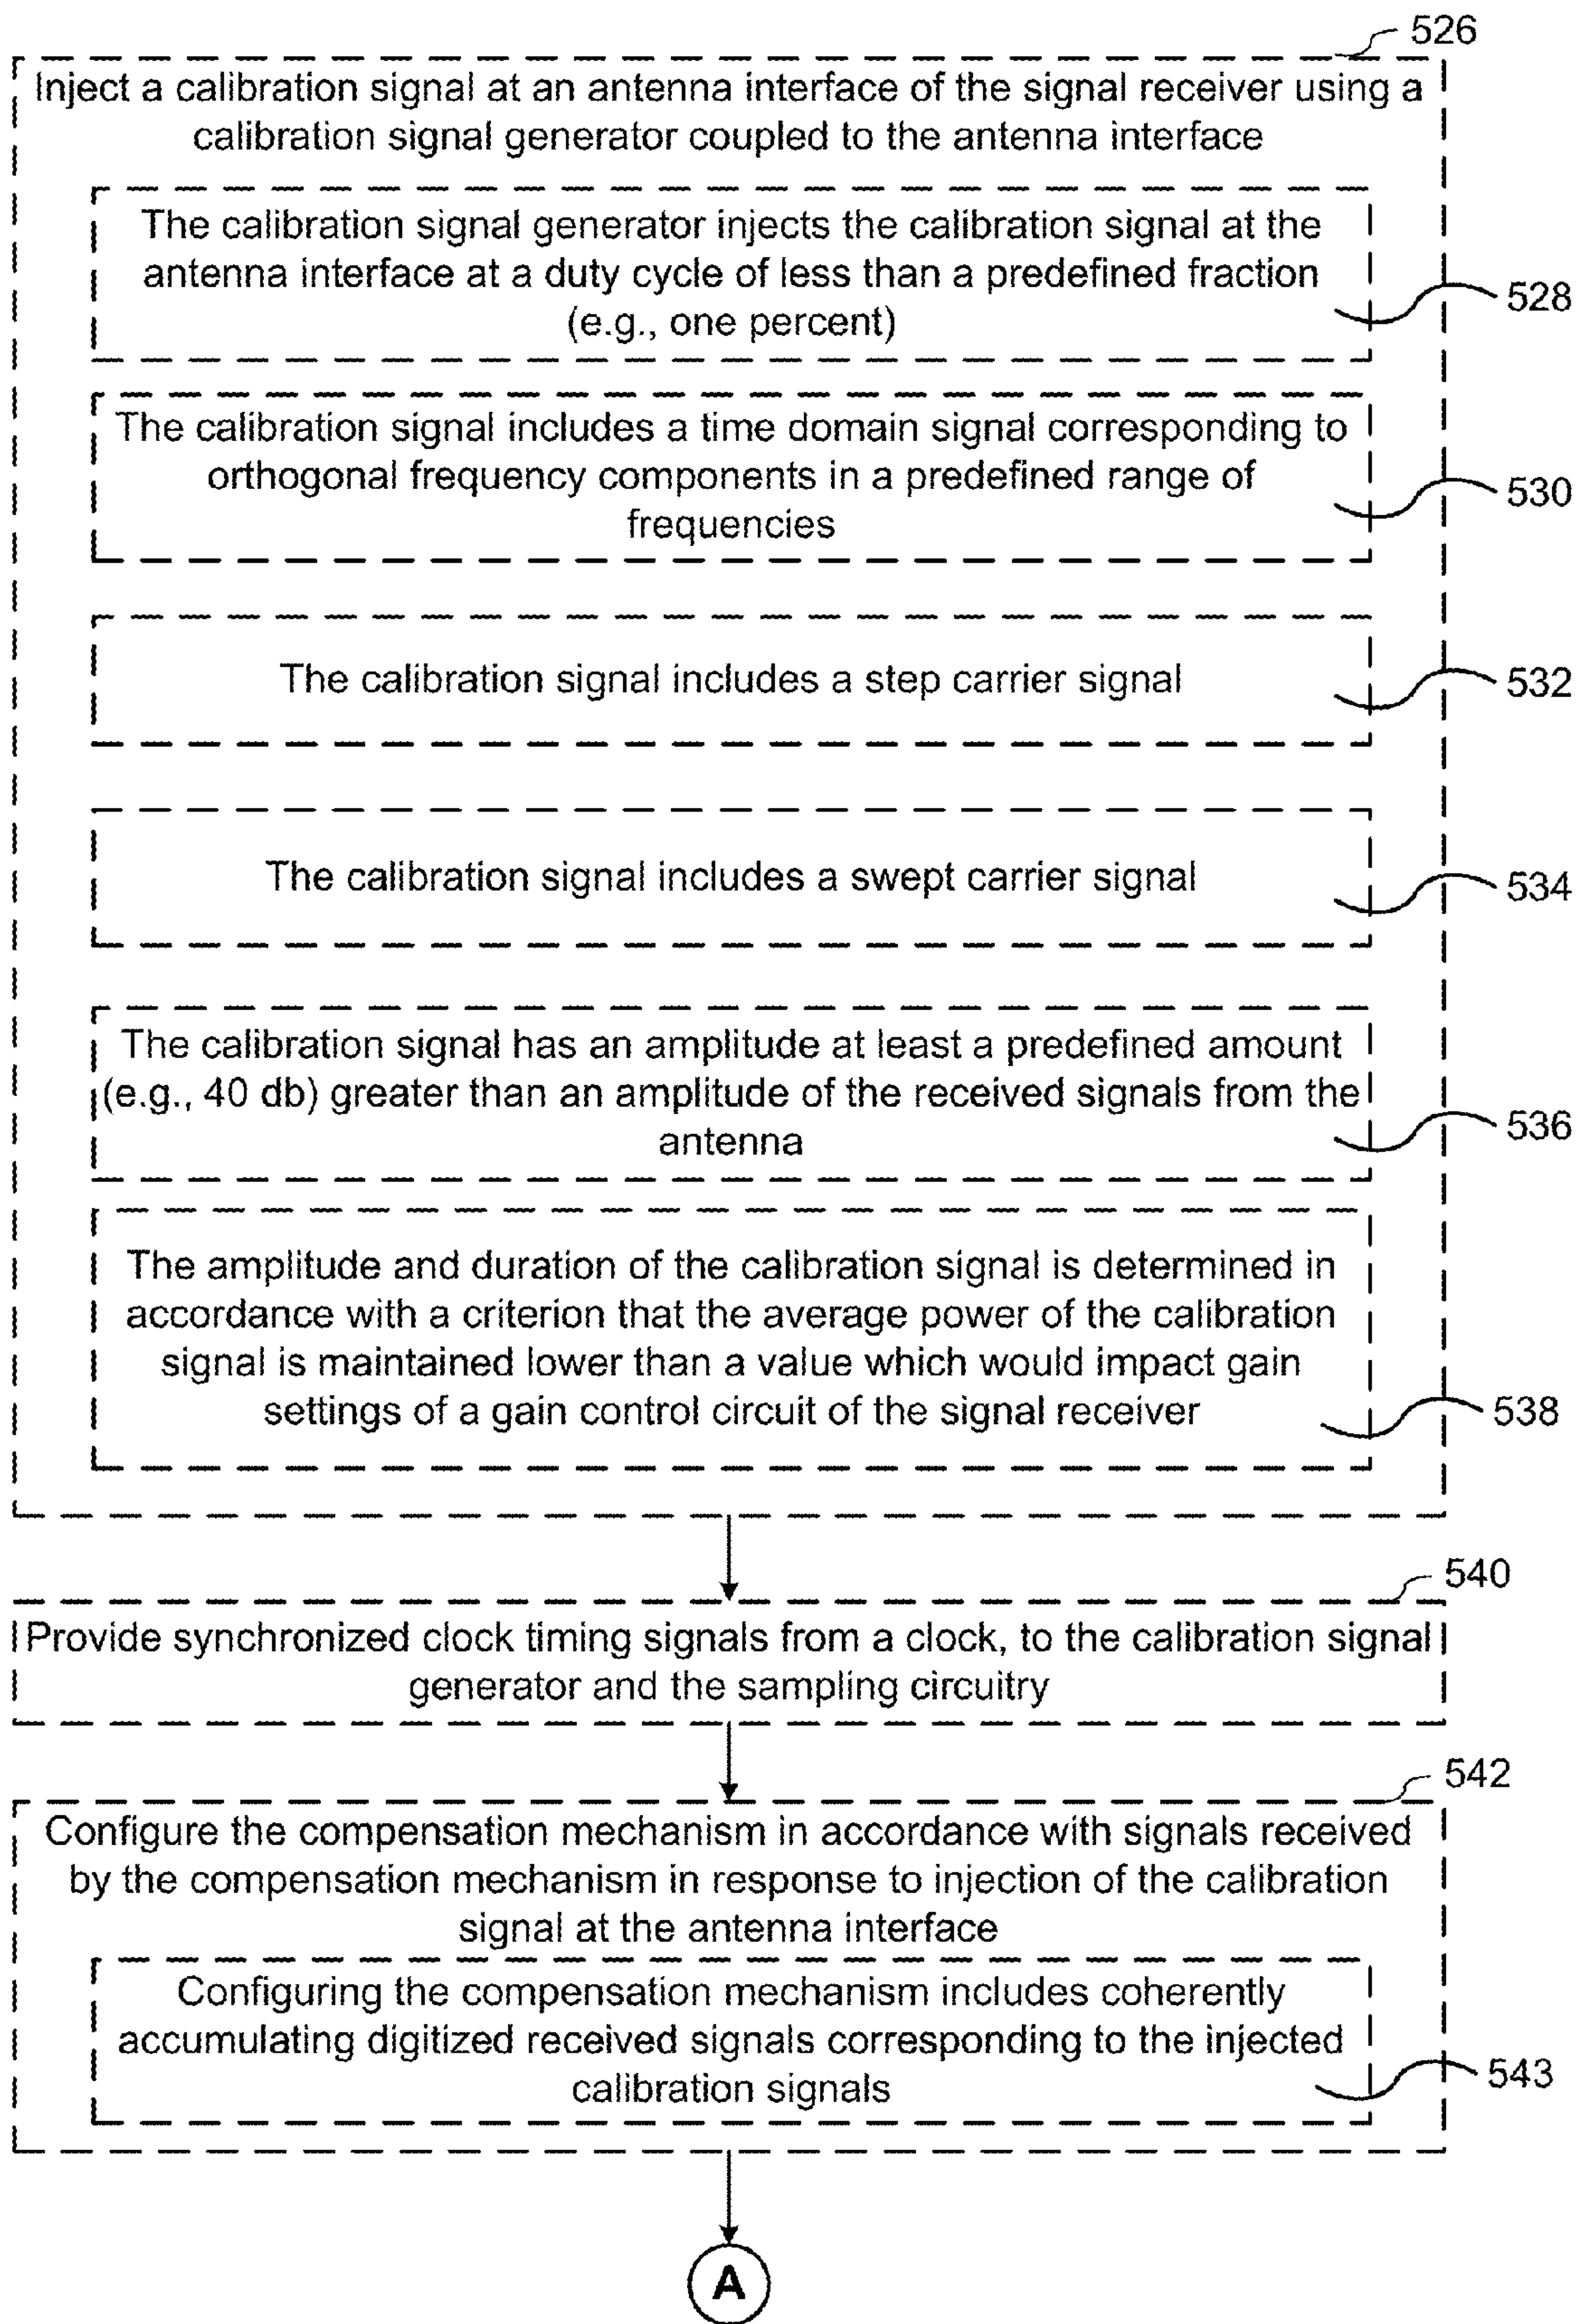 526
Inject a calibration signal at an antenna interface of the signal receiver using a
calibration signal generator coupled to the antenna interface
The calibration signal generator injects the calibration signal at the
antenna interface at a duty cycle of less than a predefined fraction
(e.g., one percent)
528
The calibration signal includes a time domain signal corresponding to
orthogonal frequency components in a predefined range of
frequencies
530
The calibration signal includes a step carrier signal
532
The calibration signal includes a swept carrier signal
534
The calibration signal has an amplitude at least a predefined amount
(e.g., 40 db) greater than an amplitude of the received signals from the
antenna
536
The amplitude and duration of the calibration signal is determined in
accordance with a criterion that the average power of the calibration
signal is maintained lower than a value which would impact gain
settings of a gain control circuit of the signal receiver
538
540
Provide synchronized clock timing signals from a clock, to the calibration signal
generator and the sampling circuitry
542
Configure the compensation mechanism in accordance with signals received
by the compensation mechanism in response to injection of the calibration
signal at the antenna interface
Configuring the compensation mechanism includes coherently
accumulating digitized received signals corresponding to the injected
calibration signals
543
A